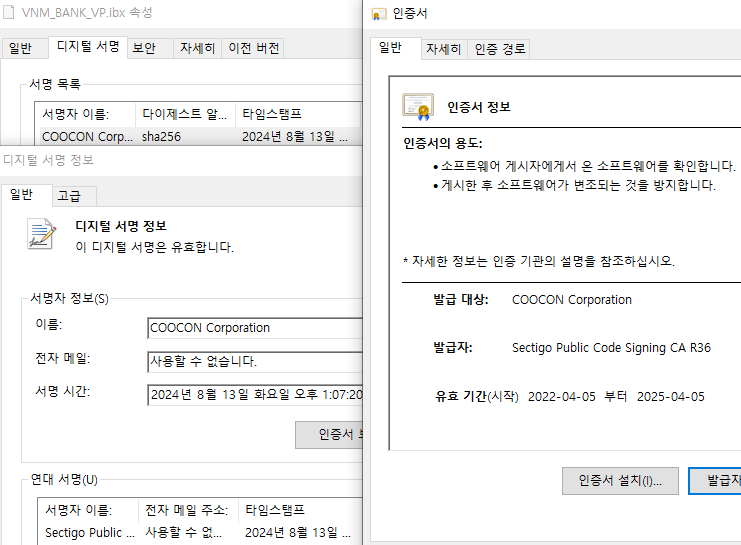 VNM_BANK_VP.ibx 속성
일반 디지털 서명 보안 자세히 이전 버전
서명 목록
서명자 이름: 다이제스트 알... 타임스탬프
COOCON Corp... sha256 2024년 8월 13일 ...
디지털 서명 정보
일반 고급
디지털 서명 정보
이 디지털 서명은 유효합니다.
서명자 정보(S)
이름: COOCON Corporation
전자 메일: 사용할 수 없습니다.
서명 시간: 2024년 8월 13일 화요일 오후 1:07:20
인증서
연대 서명(U)
서명자 이름: 전자 메일 주소: 타임스탬프
Sectigo Public ... 사용할 수 없... 2024년 8월 13일 ...
인증서
일반 자세히 인증 경로
인증서 정보
인증서의 용도:
• 소프트웨어 게시자에게서 온 소프트웨어를 확인합니다.
• 게시한 후 소프트웨어가 변조되는 것을 방지합니다.
* 자세한 정보는 인증 기관의 설명을 참조하십시오.
발급 대상: COOCON Corporation
발급자: Sectigo Public Code Signing CA R36
유효 기간(시작) 2022-04-05 부터 2025-04-05
인증서 설치(I)... 발급자